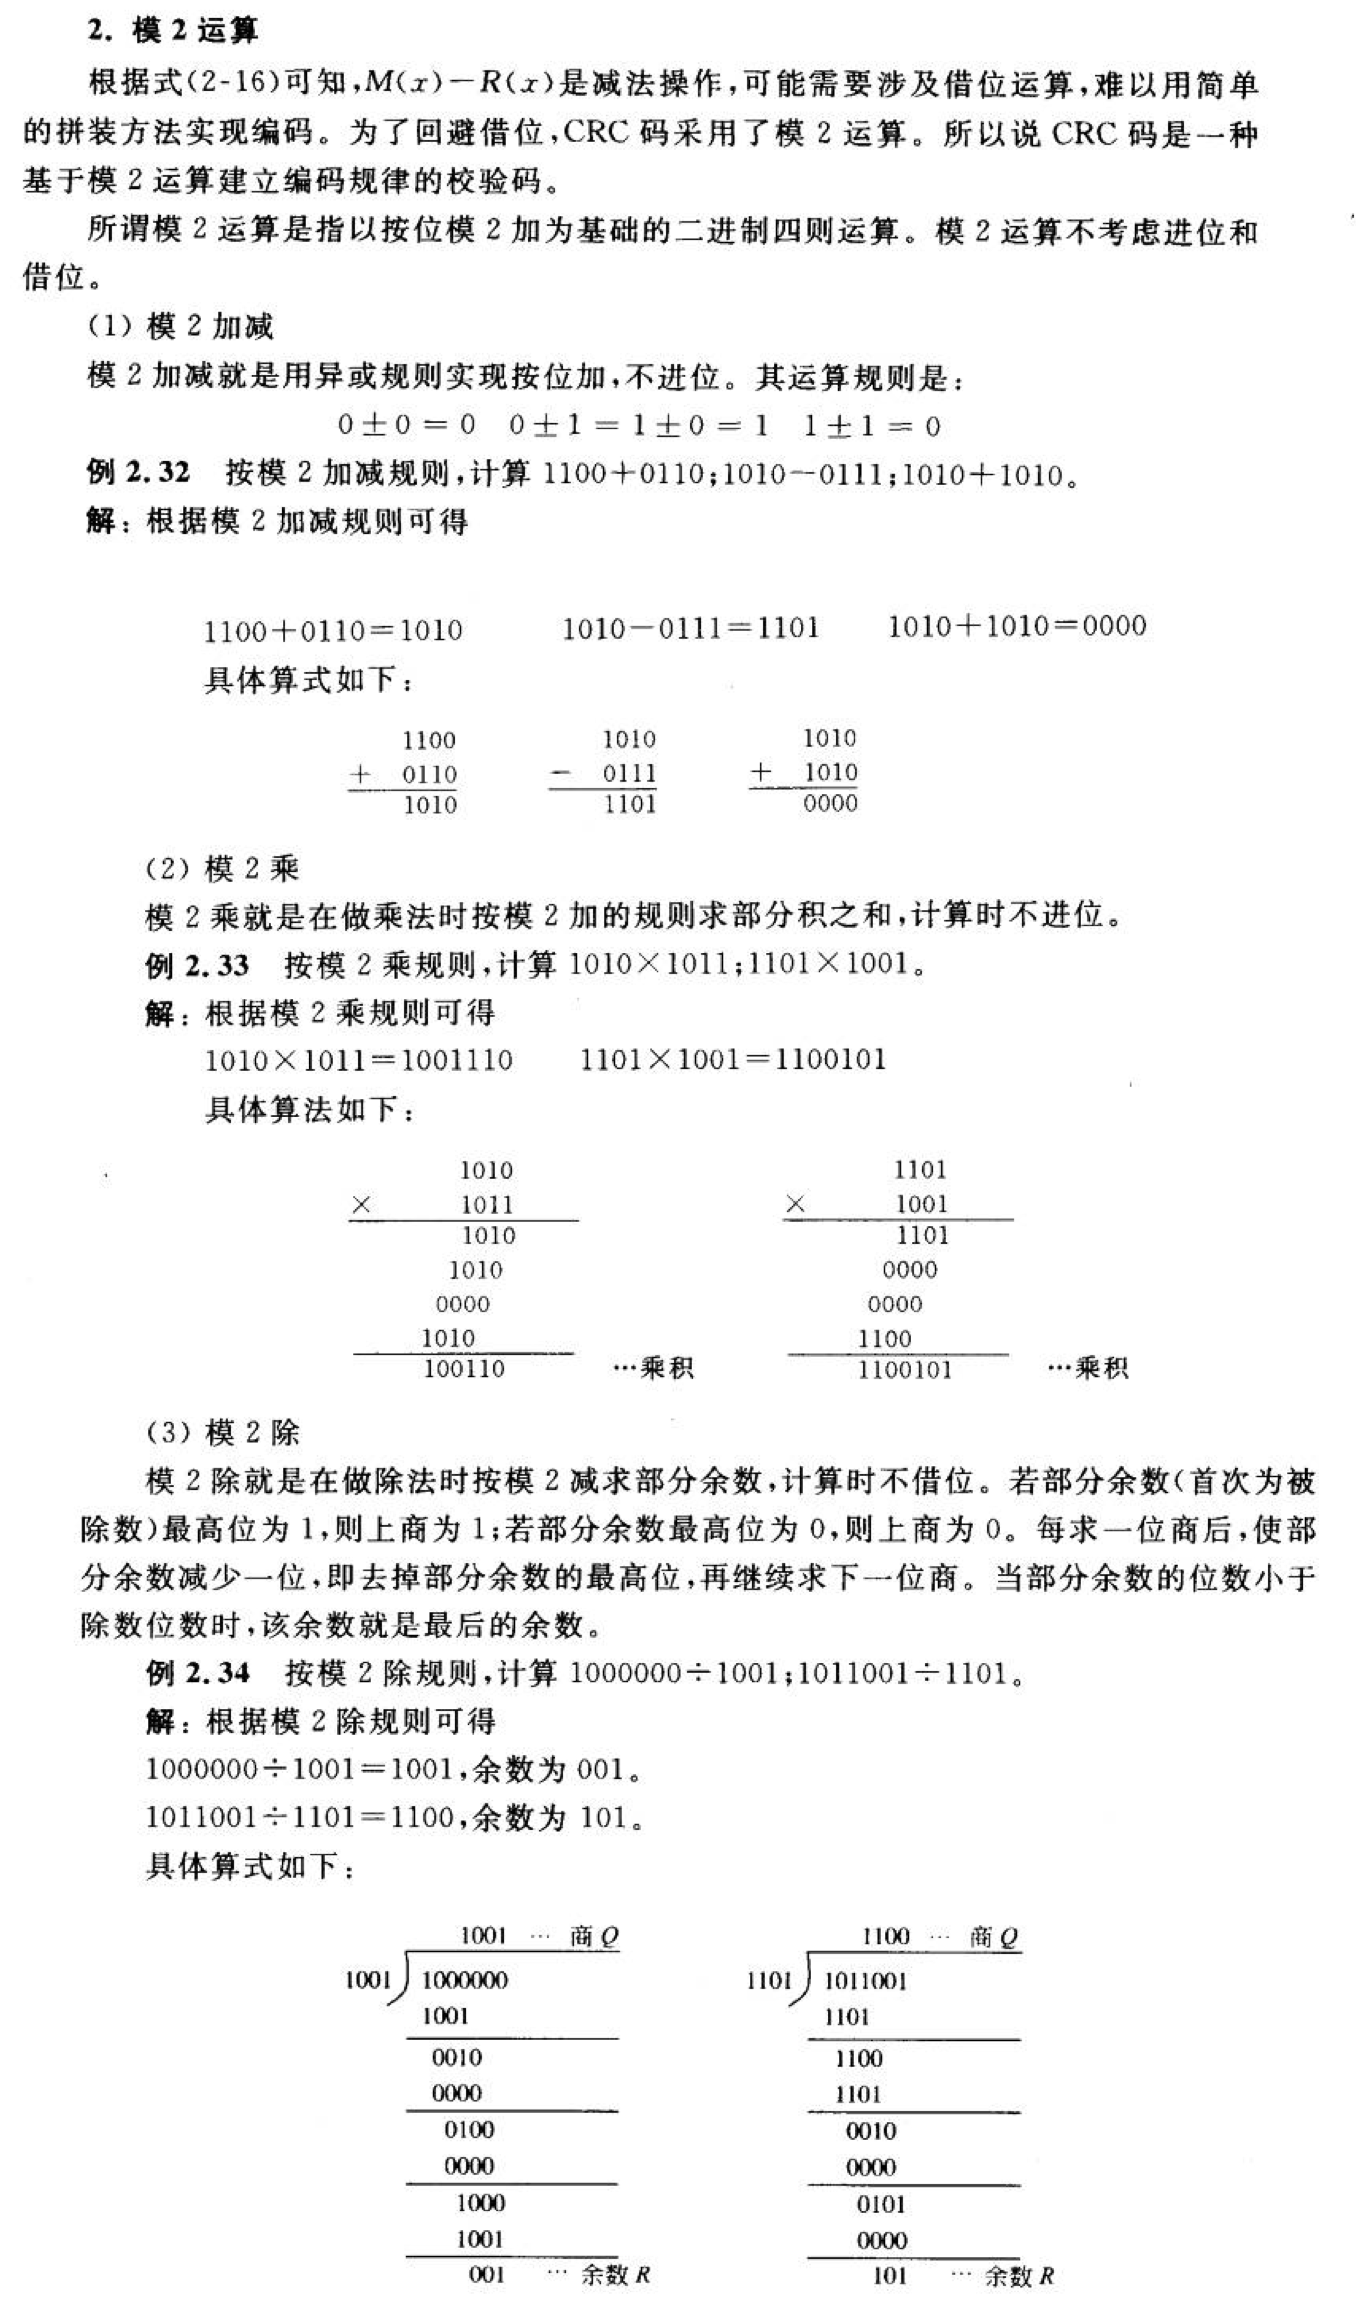 2. 模 2 运算
根据式(2-16)可知,M(x)－R(x)是减法操作,可能需要涉及借位运算,难以用简单
的拼装方法实现编码。为了回避借位,CRC 码采用了模 2 运算。所以说 CRC 码是一种
基于模 2 运算建立编码规律的校验码。
所谓模 2 运算是指以按位模 2 加为基础的二进制四则运算。模 2 运算不考虑进位和
借位。
(1) 模 2 加减
模 2 加减就是用异或规则实现按位加,不进位。其运算规则是:
0±0=0 0±1=1±0=1 1±1=0
例 2.32 按模 2 加减规则,计算 1100+0110;1010--0111;1010+1010。
解: 根据模 2 加减规则可得
1100+0110=1010 1010-0111=1101 1010+1010=0000
具体算式如下:
1100 1010 1010
+ 0110 - 0111 + 1010
1010 1101 0000
(2) 模 2 乘
模 2 乘就是在做乘法时按模 2 加的规则求部分积之和,计算时不进位。
例 2.33 按模 2 乘规则,计算 1010×1011;1101×1001。
解: 根据模 2 乘规则可得
1010×1011=1001110 1101×1001=1100101
具体算法如下:
1010 1101
× 1011 × 1001
1010 1101
1010 0000
0000 0000
1010 1100
100110 …乘积 1100101 …乘积
(3) 模 2 除
模 2 除就是在做除法时按模 2 减求部分余数,计算时不借位。若部分余数(首次为被
除数)最高位为 1,则上商为 1;若部分余数最高位为 0,则上商为 0。每求一位商后,使部
分余数减少一位,即去掉部分余数的最高位,再继续求下一位商。当部分余数的位数小于
除数位数时,该余数就是最后的余数。
例 2.34 按模 2 除规则,计算 1000000÷1001;1011001÷1101。
解: 根据模 2 除规则可得
1000000÷1001=1001,余数为 001。
1011001÷1101=1100,余数为 101。
具体算式如下:
1001 … 商 Q 1100 … 商 Q
1001 1000000 1101 1011001
1001 1101
0010 1100
0000 1101
0100 0010
0000 0000
1000 0101
1001 0000
001 … 余数 R 101 … 余数 R